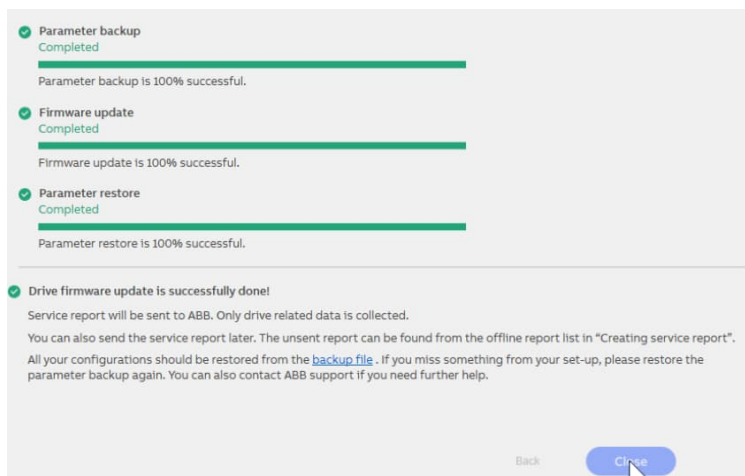 Parameter backup
Completed
Parameter backup is 100% successful.
Firmware update
Completed
Firmware update is 100% successful.
Parameter restore
Completed
Parameter restore is 100% successful.
Drive firmware update is successfully done!
Service report will be sent to ABB. Only drive related data is collected.
You can also send the service report later. The unsent report can be found from the offline report list in “Creating service report”.
All your configurations should be restored from the backup file . If you miss something from your set-up, please restore the
parameter backup again. You can also contact ABB support if you need further help.
Back
Close